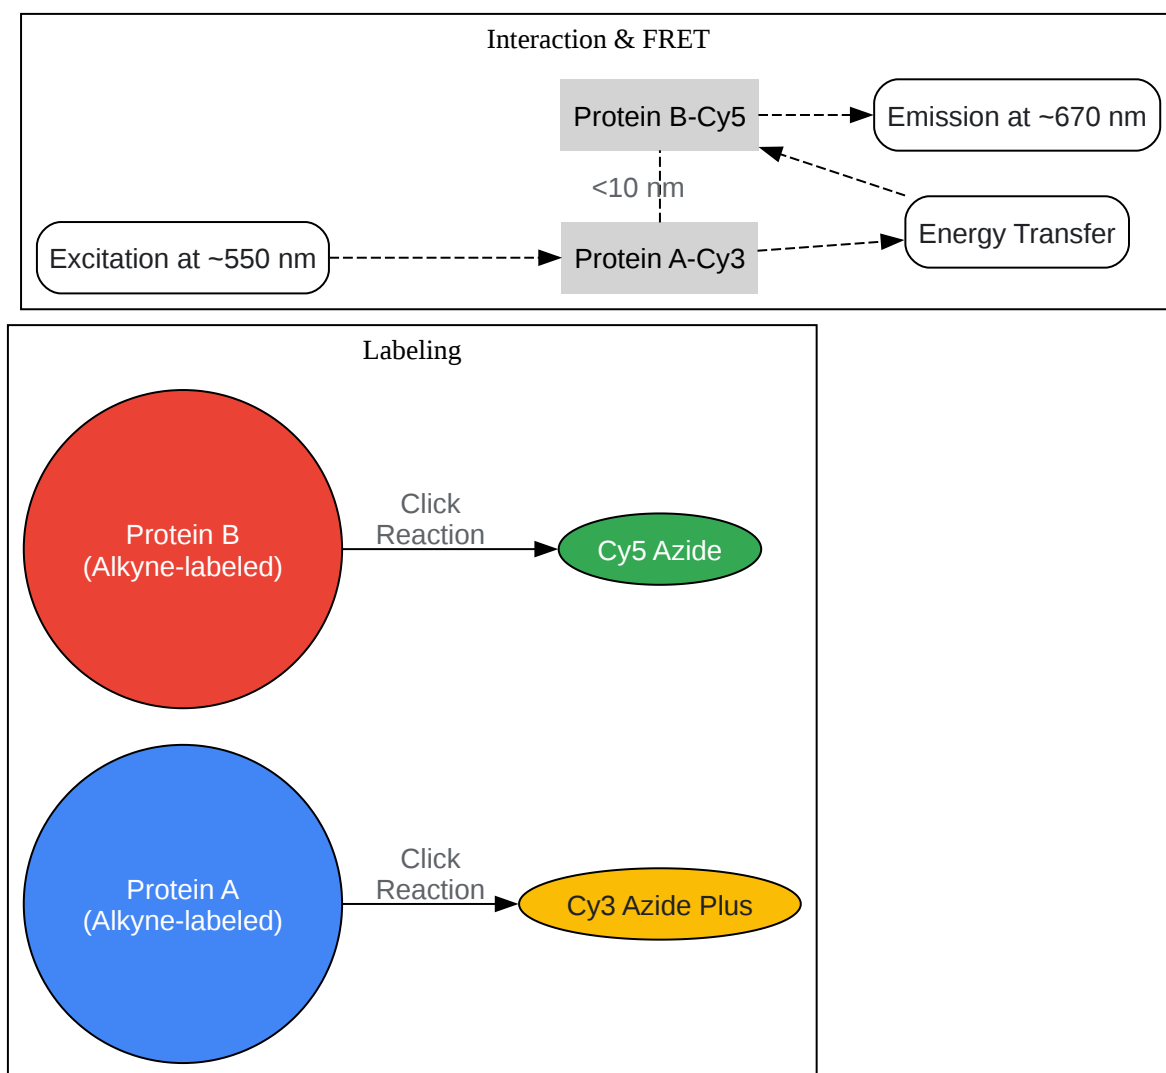 Interaction & FRET
Protein B-Cy5
Emission at ~670 nm
<10 nm
Energy Transfer
Excitation at ~550 nm
Protein A-Cy3
Labeling
Protein B
(Alkyne-labeled)
Click
Reaction
Cy5 Azide
Protein A
(Alkyne-labeled)
Click
Reaction
Cy3 Azide Plus